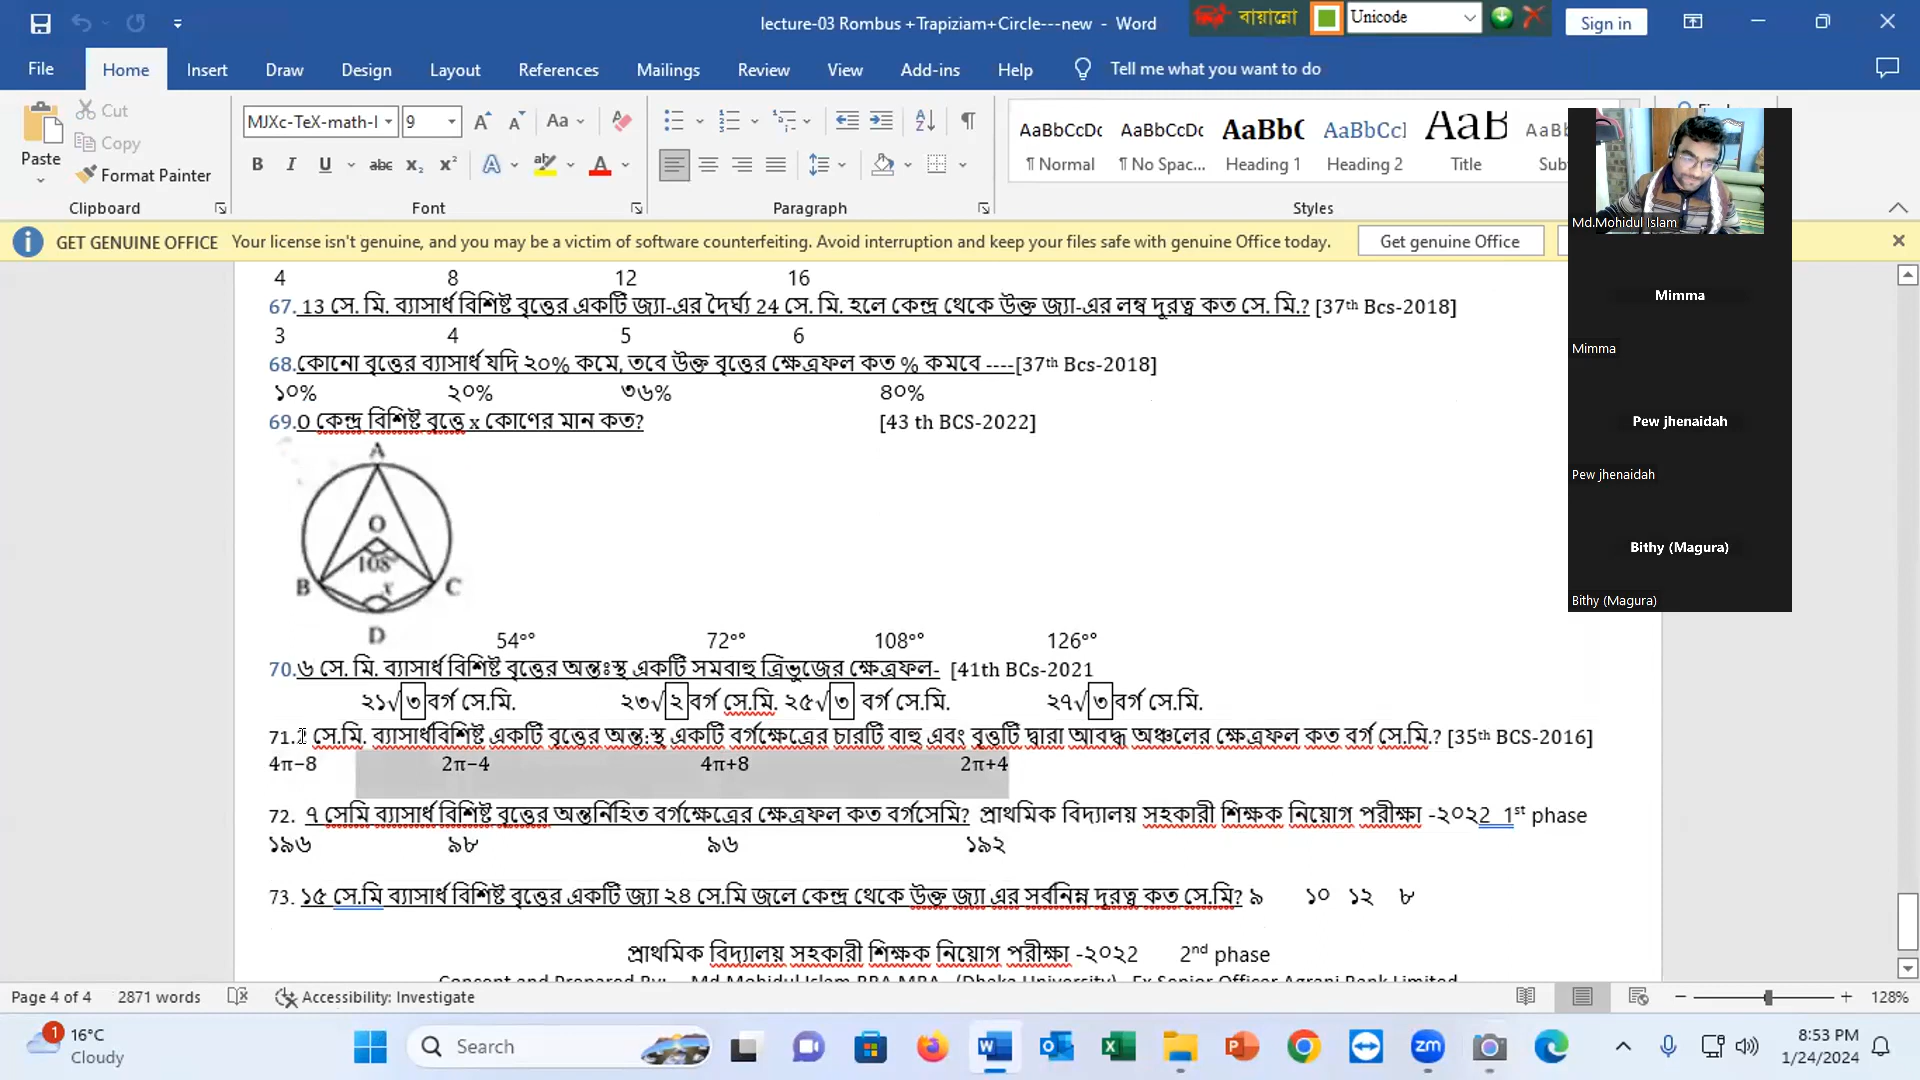 lecture-03 Rombus +Trapiziam+Circle---new - Word
বায়ান্নো
Unicode
Sign in
File Home Insert Draw Design Layout References Mailings Review View Add-ins Help Tell me what you want to do
Cut
Copy
Paste
Format Painter
Clipboard
9
Font
Paragraph
AaBbCcDc AaBbCcDc AaBbC AaBbCcl AaB
¶ Normal ¶ No Spac... Heading 1 Heading 2 Title
Styles
GET GENUINE OFFICE Your license isn't genuine, and you may be a victim of software counterfeiting. Avoid interruption and keep your files safe with genuine Office today. Get genuine Office
Md.Mohidul Islam
Mimma
Mimma
Pew jhenaidah
Pew jhenaidah
Bithy (Magura)
Bithy (Magura)
4 8 12 16
67. 13 সে. মি. ব্যাসার্ধ বিশিষ্ট বৃত্তের একটি জ্যা-এর দৈর্ঘ্য 24 সে. মি. হলে কেন্দ্র থেকে উক্ত জ্যা-এর লম্ব দূরত্ব কত সে. মি.? [37th Bcs-2018]
3 4 5 6
68.কোনো বৃত্তের ব্যাসার্ধ যদি ২০% কমে, তবে উক্ত বৃত্তের ক্ষেত্রফল কত % কমবে ----[37th Bcs-2018]
১০% ২০% ৩৬% ৪০%
69.O কেন্দ্র বিশিষ্ট বৃত্তে x কোণের মান কত? [43 th BCS-2022]
A
O
108°
B x C
D
54°° 72°° 108°° 126°°
70.৬ সে. মি. ব্যাসার্ধ বিশিষ্ট বৃত্তের অন্তঃস্থ একটি সমবাহু ত্রিভুজের ক্ষেত্রফল- [41th BCs-2021
২১√৩ বর্গ সে.মি. ২৩√২ বর্গ সে.মি. ২৫√৩ বর্গ সে.মি. ২৭√৩ বর্গ সে.মি.
71. সে.মি. ব্যাসার্ধবিশিষ্ট একটি বৃত্তের অন্ত:স্থ একটি বর্গক্ষেত্রের চারটি বাহু এবং বৃত্তটি দ্বারা আবদ্ধ অঞ্চলের ক্ষেত্রফল কত বর্গ সে.মি.? [35th BCS-2016]
4π−8 2π−4 4π+8 2π+4
72. ৭ সেমি ব্যাসার্ধ বিশিষ্ট বৃত্তের অন্তর্নিহিত বর্গক্ষেত্রের ক্ষেত্রফল কত বর্গসেমি? প্রাথমিক বিদ্যালয় সহকারী শিক্ষক নিয়োগ পরীক্ষা -২০২2 1st phase
১৯৬ ৯৮ ৯৬ ১৯২
73. ১৫ সে.মি ব্যাসার্ধ বিশিষ্ট বৃত্তের একটি জ্যা ২৪ সে.মি জলে কেন্দ্র থেকে উক্ত জ্যা এর সর্বনিম্ন দূরত্ব কত সে.মি? ৯ ১০ ১২ ৮
প্রাথমিক বিদ্যালয় সহকারী শিক্ষক নিয়োগ পরীক্ষা -২০২2 2nd phase
Page 4 of 4 2871 words Accessibility: Investigate 128%
1 16°C
Cloudy
Search
8:53 PM
1/24/2024